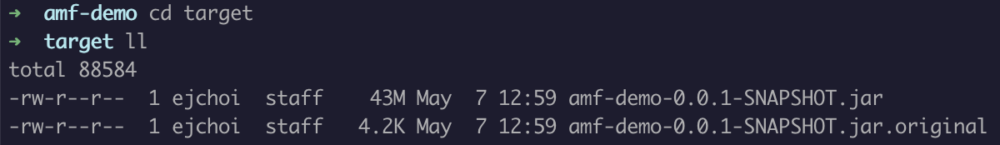 ➜  amf-demo cd target
➜  target ll
total 88584
-rw-r--r--  1 ejchoi  staff    43M May  7 12:59 amf-demo-0.0.1-SNAPSHOT.jar
-rw-r--r--  1 ejchoi  staff   4.2K May  7 12:59 amf-demo-0.0.1-SNAPSHOT.jar.original